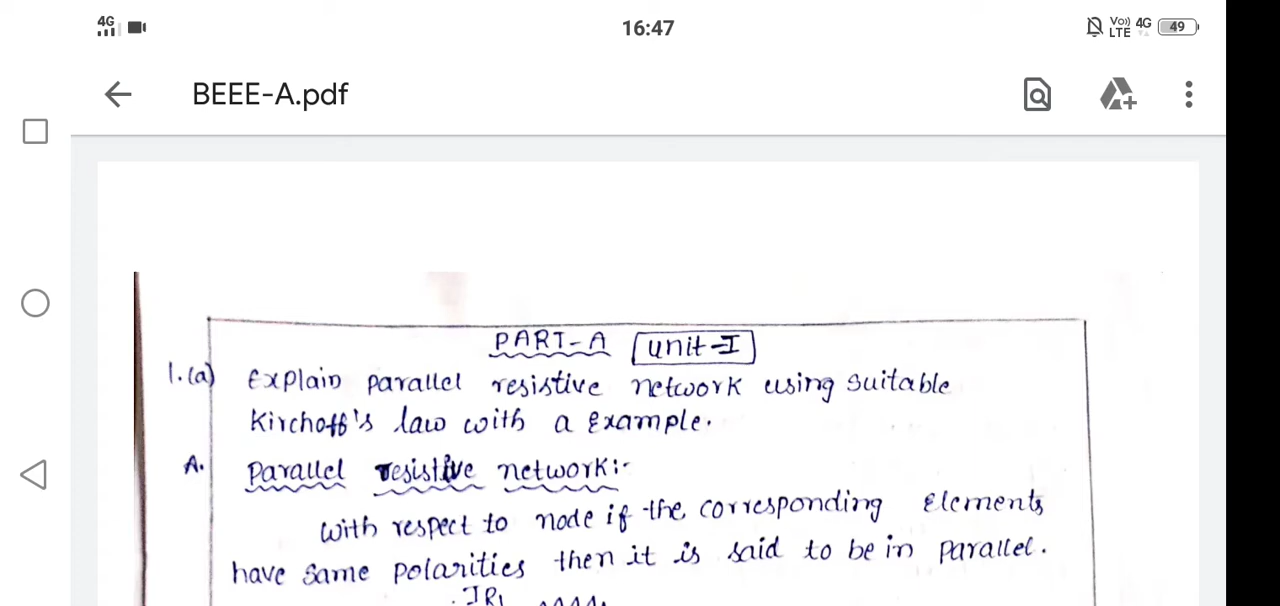 4G
16:47
Vo)) 4G
LTE
49
BEEE-A.pdf
PART-A Unit-I
1.(a) Explain parallel resistive network using suitable
Kirchoff's law with a Example.
A. Parallel resistive network:-
With respect to node if the corresponding Elements
have same polarities then it is said to be in parallel.
IR1